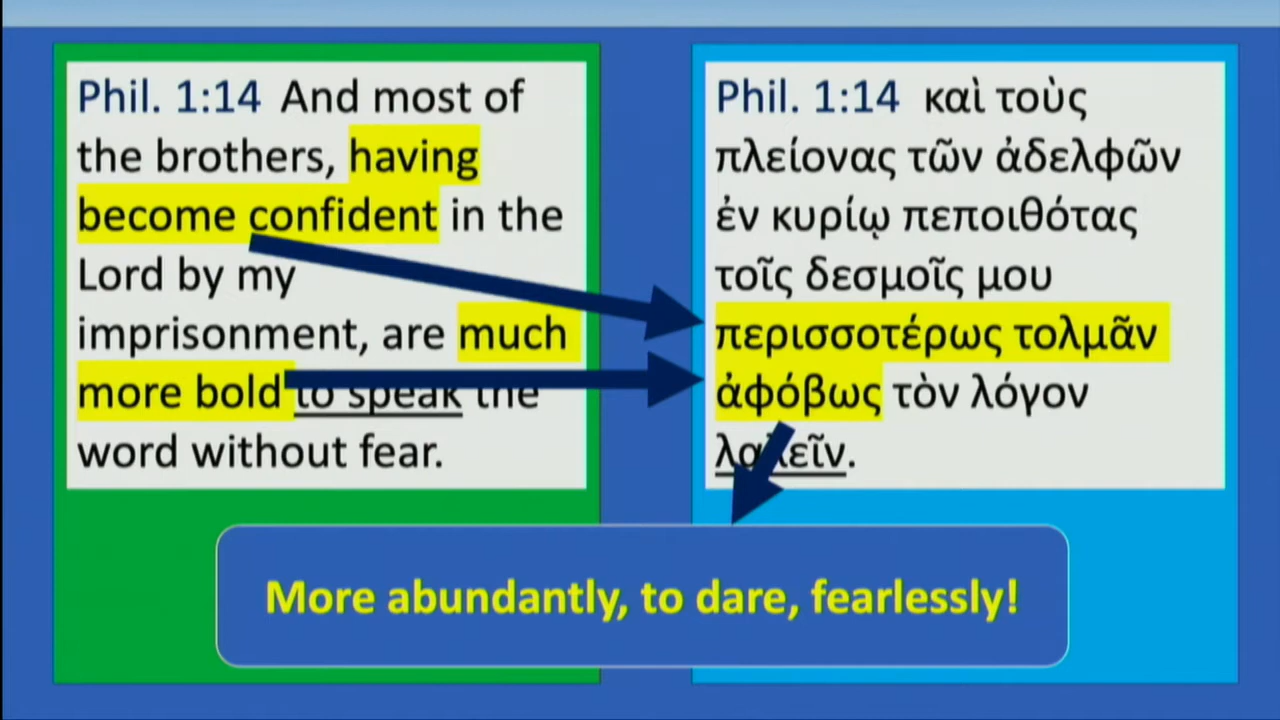 Phil. 1:14 And most of
the brothers, having
become confident in the
Lord by my
imprisonment, are much
more bold to speak the
word without fear.
Phil. 1:14 καὶ τοὺς
πλείονας τῶν ἀδελφῶν
ἐν κυρίῳ πεποιθότας
τοῖς δεσμοῖς μου
περισσοτέρως τολμᾶν
ἀφόβως τὸν λόγον
λαλεῖν.
More abundantly, to dare, fearlessly!